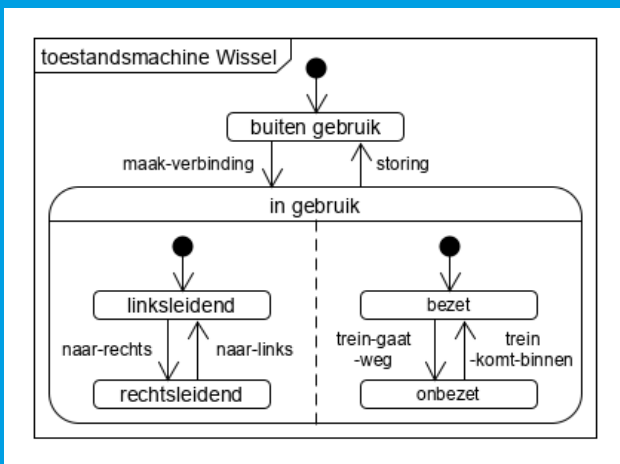 toestandsmachine Wissel
buiten gebruik
maak-verbinding
storing
in gebruik
linksleidend
bezet
naar-rechts
naar-links
trein-gaat
-weg
trein
-komt-binnen
rechtsleidend
onbezet